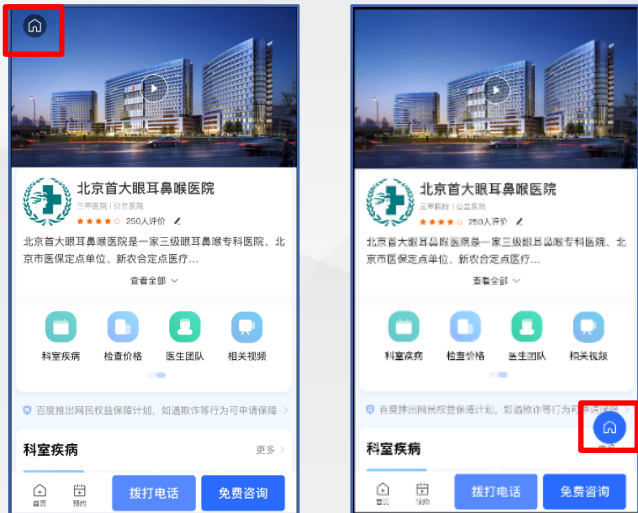 北京首大眼耳鼻喉医院
三甲医院 | 公立医院
250人评价
北京首大眼耳鼻喉医院是一家三级眼耳鼻喉专科医院、北
京市医保定点单位、新农合定点医疗...
查看全部
科室疾病 检查价格 医生团队 相关视频
百度推出网民权益保障计划，如遇欺诈等行为可申请保障
科室疾病 更多
首页 预约 拨打电话 免费咨询
北京首大眼耳鼻喉医院
三甲医院 | 公立医院
250人评价
北京首大眼耳鼻喉医院是一家三级眼耳鼻喉专科医院、北
京市医保定点单位、新农合定点医疗...
查看全部
科室疾病 检查价格 医生团队 相关视频
百度推出网民权益保障计划，如遇欺诈等行为可申请保障
科室疾病
首页 预约 拨打电话 免费咨询